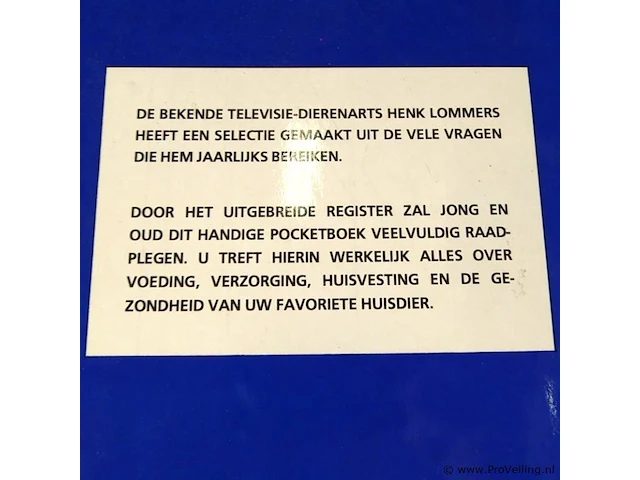 DE BEKENDE TELEVISIE-DIERENARTS HENK LOMMERS
HEEFT EEN SELECTIE GEMAAKT UIT DE VELE VRAGEN
DIE HEM JAARLIJKS BEREIKEN.
DOOR HET UITGEBREIDE REGISTER ZAL JONG EN
OUD DIT HANDIGE POCKETBOEK VEELVULDIG RAAD-
PLEGEN. U TREFT HIERIN WERKELIJK ALLES OVER
VOEDING, VERZORGING, HUISVESTING EN DE GE-
ZONDHEID VAN UW FAVORIETE HUISDIER.
© www.ProVeiling.nl